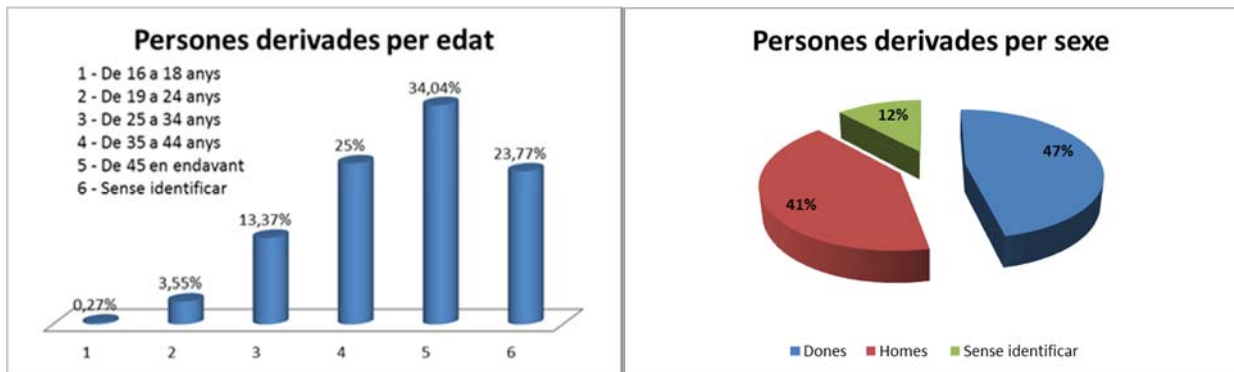 Persones derivades per edat
1 - De 16 a 18 anys
2 - De 19 a 24 anys
3 - De 25 a 34 anys
4 - De 35 a 44 anys
5 - De 45 en endavant
6 - Sense identificar
0,27%
3,55%
13,37%
25%
34,04%
23,77%
1 2 3 4 5 6
Persones derivades per sexe
12%
47%
41%
Dones Homes Sense identificar